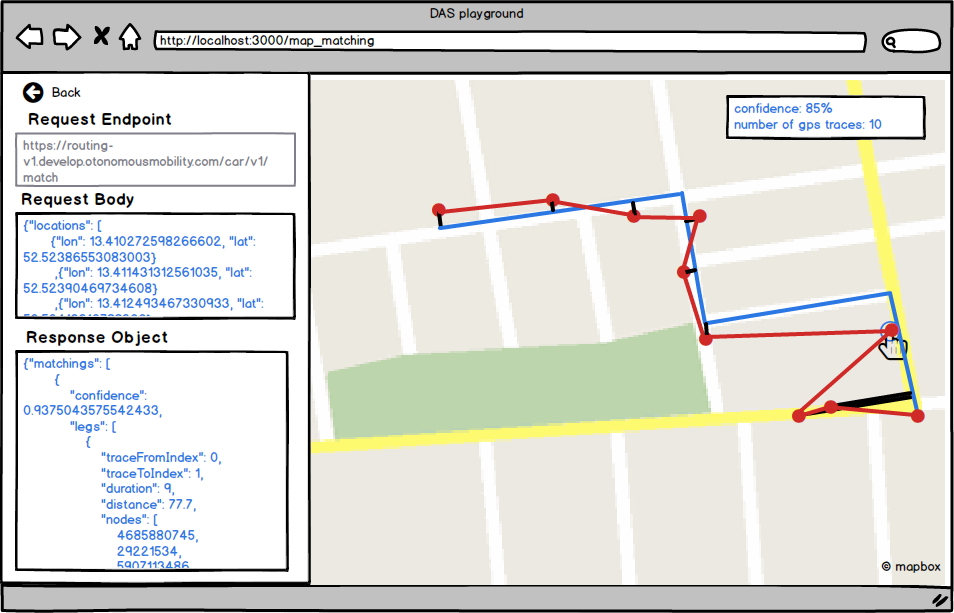 DAS playground
http://localhost:3000/map_matching
Back
Request Endpoint
https://routing-
v1.develop.otonomousmobility.com/car/v1/
match
Request Body
{"locations": [
{"lon": 13.410272598266602, "lat":
52.52386553083003}
,{"lon": 13.411431312561035, "lat":
52.52390469734608}
,{"lon": 13.412493467330933, "lat":
Response Object
{"matchings": [
{
"confidence":
0.9375043575542433,
"legs": [
{
"traceFromIndex": 0,
"traceToIndex": 1,
"duration": 9,
"distance": 77.7,
"nodes": [
4685880745,
29221534,
5907113486
confidence: 85%
number of gps traces: 10
© mapbox